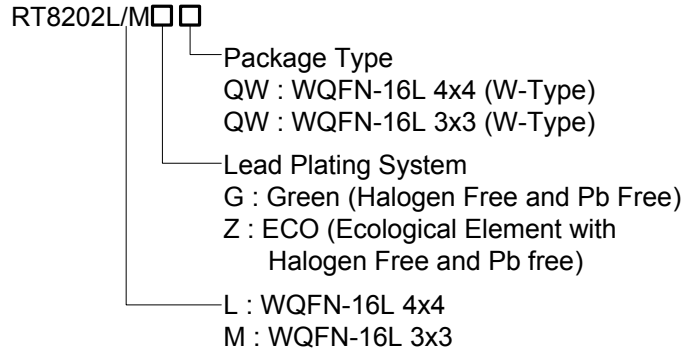 RT8202L/M
Package Type
QW : WQFN-16L 4x4 (W-Type)
QW : WQFN-16L 3x3 (W-Type)
Lead Plating System
G : Green (Halogen Free and Pb Free)
Z : ECO (Ecological Element with
Halogen Free and Pb free)
L : WQFN-16L 4x4
M : WQFN-16L 3x3